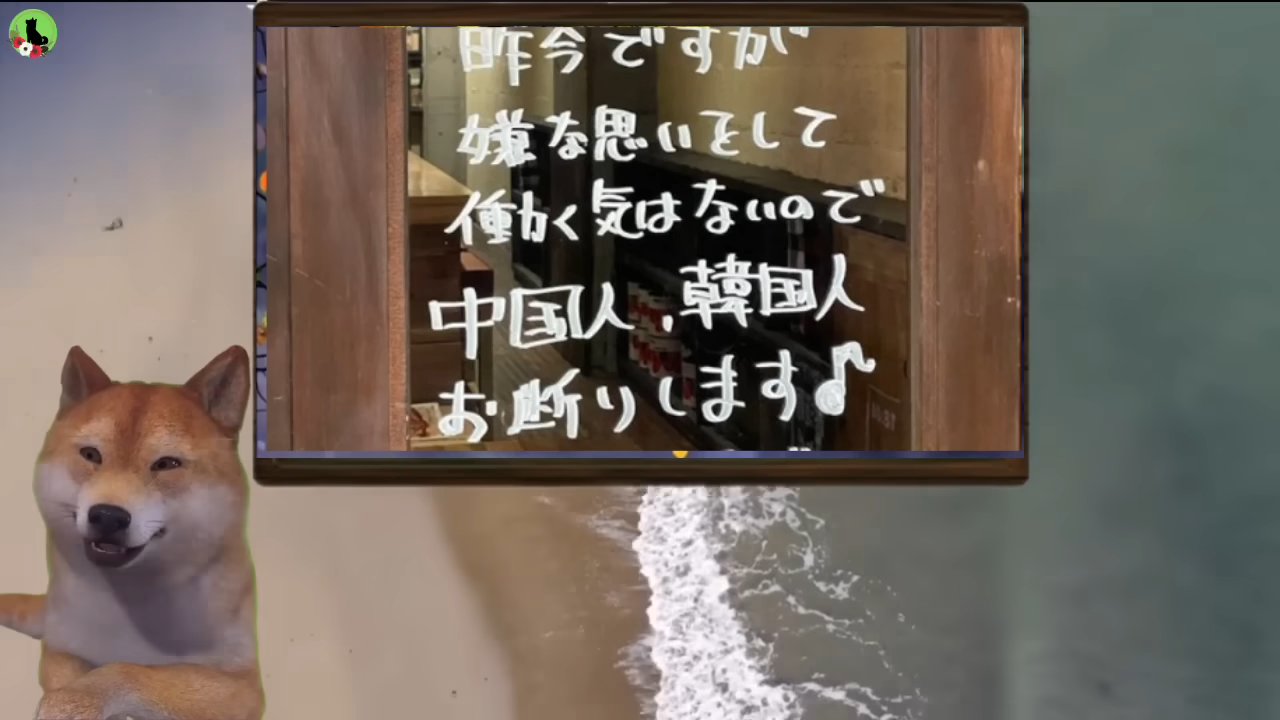 昨今ですが
嫌な思いをして
働く気はないので
中国人、韓国人
お断りします♪